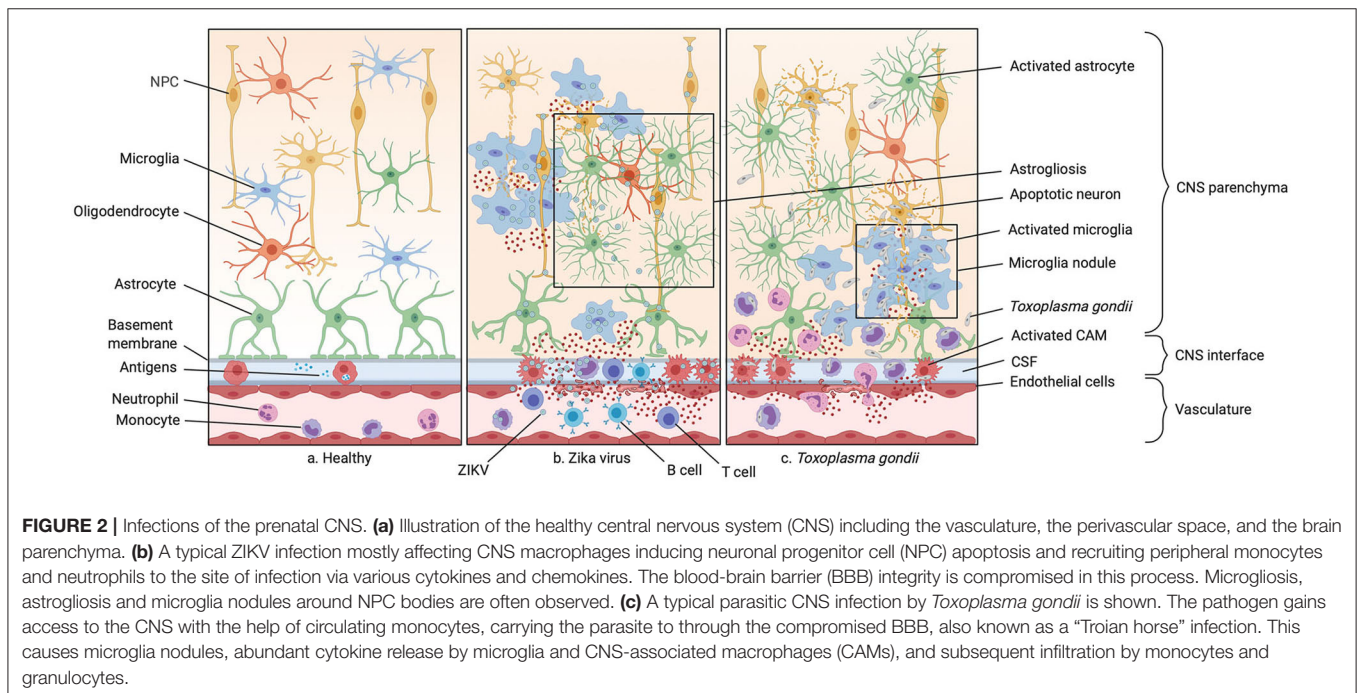 NPC
Microglia
Oligodendrocyte
Astrocyte
Basement
membrane
Antigens
Neutrophil
Monocyte
Activated astrocyte
Astrogliosis
Apoptotic neuron
Activated microglia
Microglia nodule
Toxoplasma gondii
Activated CAM
CSF
Endothelial cells
CNS parenchyma
CNS interface
Vasculature
a. Healthy
ZIKV
b. Zika virus
B cell
T cell
c. Toxoplasma gondii
FIGURE 2 | Infections of the prenatal CNS. (a) Illustration of the healthy central nervous system (CNS) including the vasculature, the perivascular space, and the brain
parenchyma. (b) A typical ZIKV infection mostly affecting CNS macrophages inducing neuronal progenitor cell (NPC) apoptosis and recruiting peripheral monocytes
and neutrophils to the site of infection via various cytokines and chemokines. The blood-brain barrier (BBB) integrity is compromised in this process. Microgliosis,
astrogliosis and microglia nodules around NPC bodies are often observed. (c) A typical parasitic CNS infection by Toxoplasma gondii is shown. The pathogen gains
access to the CNS with the help of circulating monocytes, carrying the parasite to through the compromised BBB, also known as a “Troian horse” infection. This
causes microglia nodules, abundant cytokine release by microglia and CNS-associated macrophages (CAMs), and subsequent infiltration by monocytes and
granulocytes.